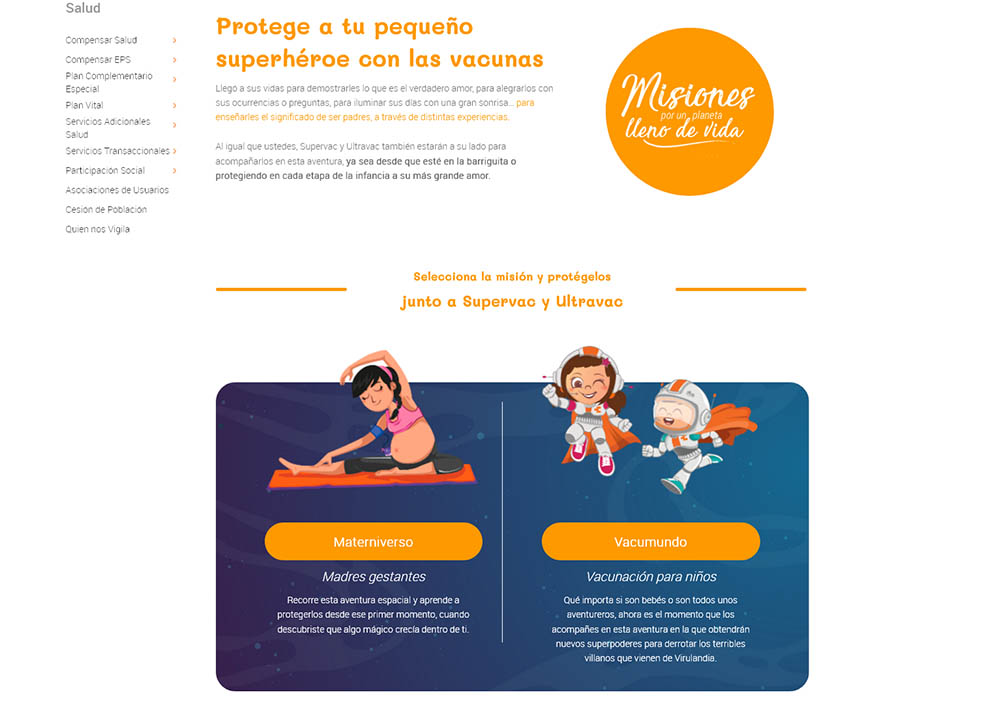 Salud
Compensar Salud
Compensar EPS
Plan Complementario
Especial
Plan Vital
Servicios Adicionales
Salud
Servicios Transaccionales
Participación Social
Asociaciones de Usuarios
Cesión de Población
Quien nos Vigila
Protege a tu pequeño
superhéroe con las vacunas
Llegó a sus vidas para demostrarles lo que es el verdadero amor, para alegrarlos con
sus ocurrencias o preguntas, para iluminar sus días con una gran sonrisa... para
enseñarles el significado de ser padres, a través de distintas experiencias.
Al igual que ustedes, Supervac y Ultravac también estarán a su lado para
acompañarlos en esta aventura, ya sea desde que esté en la barriguita o
protegiendo en cada etapa de la infancia a su más grande amor.
Misiones
por un planeta
lleno de vida
Selecciona la misión y protégelos
junto a Supervac y Ultravac
Materniverso
Madres gestantes
Recorre esta aventura espacial y aprende a
protegerlos desde ese primer momento, cuando
descubriste que algo mágico crecía dentro de ti.
Vacumundo
Vacunación para niños
Qué importa si son bebés o son todos unos
aventureros, ahora es el momento que los
acompañes en esta aventura en la que obtendrán
nuevos superpoderes para derrotar los terribles
villanos que vienen de Virulandia.